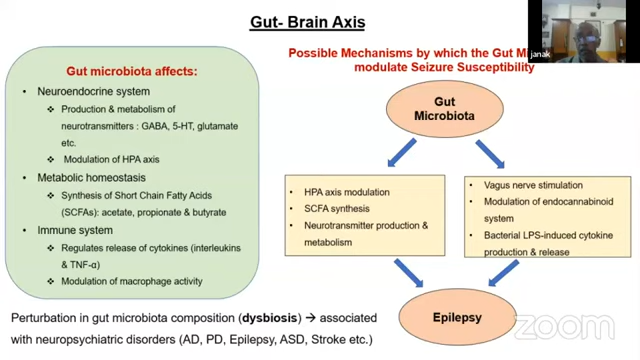 Gut- Brain Axis
Gut microbiota affects:
• Neuroendocrine system
❖ Production & metabolism of
neurotransmitters : GABA, 5-HT, glutamate
etc.
❖ Modulation of HPA axis
• Metabolic homeostasis
❖ Synthesis of Short Chain Fatty Acids
(SCFAs): acetate, propionate & butyrate
• Immune system
❖ Regulates release of cytokines (interleukins
& TNF-α)
❖ Modulation of macrophage activity
Perturbation in gut microbiota composition (dysbiosis) → associated
with neuropsychiatric disorders (AD, PD, Epilepsy, ASD, Stroke etc.)
Possible Mechanisms by which the Gut
modulate Seizure Susceptibility
Gut
Microbiota
• HPA axis modulation
• SCFA synthesis
• Neurotransmitter production &
metabolism
• Vagus nerve stimulation
• Modulation of endocannabinoid
system
• Bacterial LPS-induced cytokine
production & release
Epilepsy
janak
zoom